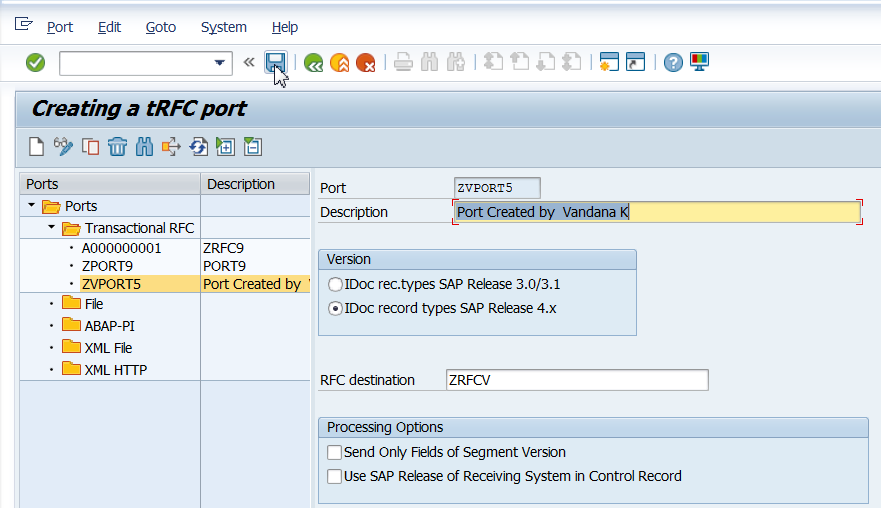 Port Edit Goto System Help
Creating a tRFC port
Ports Description
Ports
Transactional RFC
A000000001 ZRFC9
ZPORT9 PORT9
ZVPORT5 Port Created by
File
ABAP-PI
XML File
XML HTTP
Port ZVPORT5
Description Port Created by Vandana K
Version
IDoc rec.types SAP Release 3.0/3.1
IDoc record types SAP Release 4.x
RFC destination ZRFCV
Processing Options
Send Only Fields of Segment Version
Use SAP Release of Receiving System in Control Record